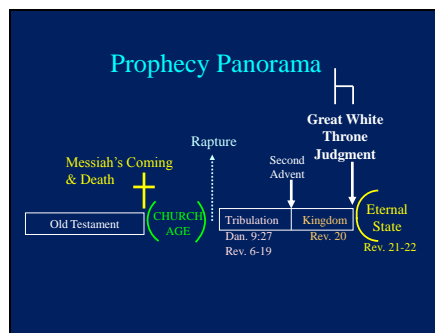 Prophecy Panorama
Great White
Throne
Judgment
Rapture
Messiah's Coming
& Death
Second
Advent
Old Testament
CHURCH
AGE
Tribulation
Kingdom
Eternal
State
Dan. 9:27
Rev. 6-19
Rev. 20
Rev. 21-22